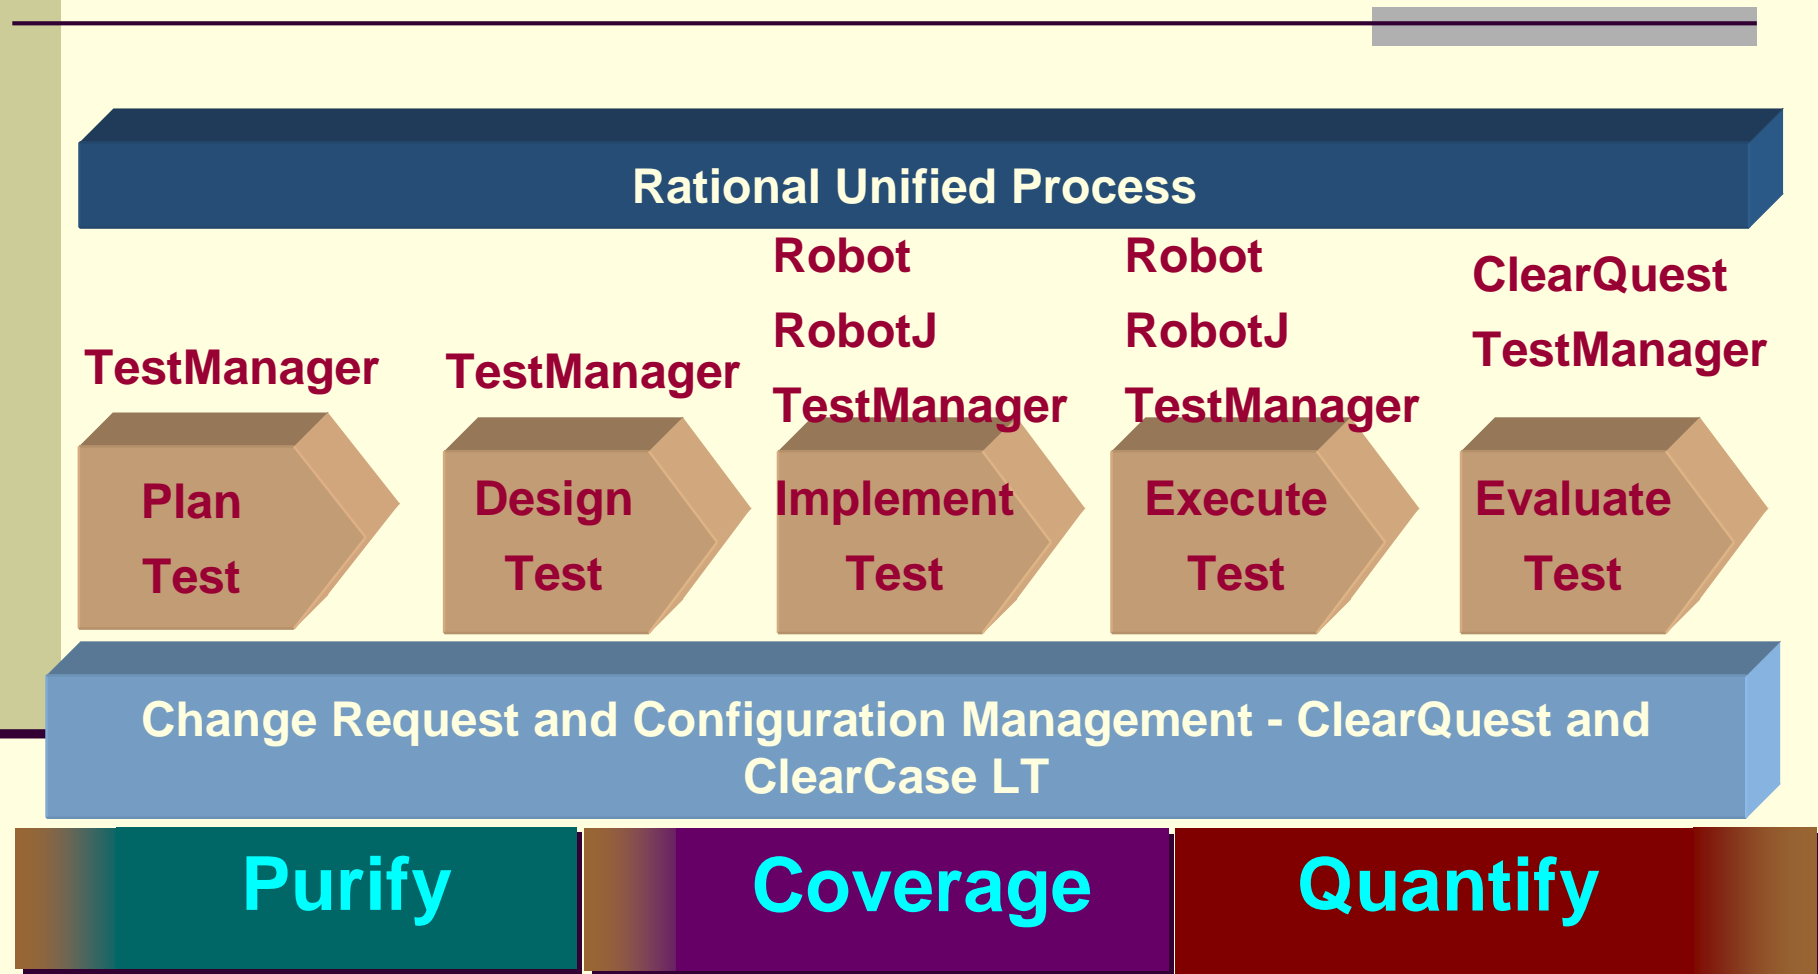 Rational Unified Process
TestManager
TestManager
Robot
RobotJ
TestManager
Robot
RobotJ
TestManager
ClearQuest
TestManager
Plan
Test
Design
Test
Implement
Test
Execute
Test
Evaluate
Test
Change Request and Configuration Management - ClearQuest and
ClearCase LT
Purify
Coverage
Quantify